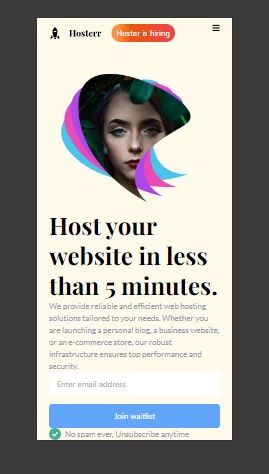 Hosterr
Hoster is hiring
Host your
website in less
than 5 minutes.
We provide reliable and efficient web hosting
solutions tailored to your needs. Whether you
are launching a personal blog, a business website,
or an e-commerce store, our robust
infrastructure ensures top performance and
security.
Enter email address
Join waitlist
No spam ever, Unsubscribe anytime